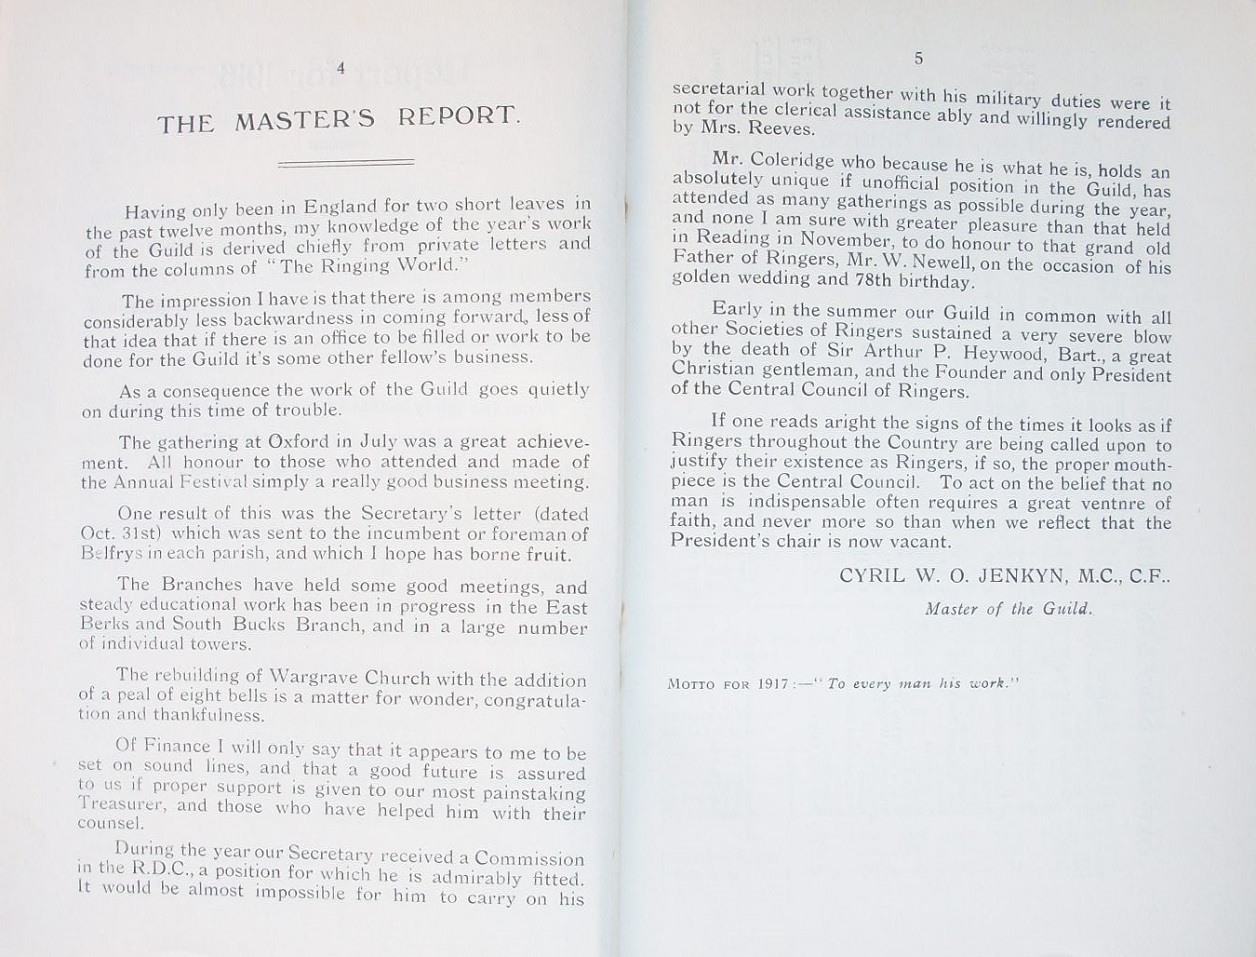 4
THE MASTER'S REPORT.
Having only been in England for two short leaves in
the past twelve months, my knowledge of the year's work
of the Guild is derived chiefly from private letters and
from the columns of "The Ringing World."
The impression I have is that there is among members
considerably less backwardness in coming forward, less of
that idea that if there is an office to be filled or work to be
done for the Guild it's some other fellow's business.
As a consequence the work of the Guild goes quietly
on during this time of trouble.
The gathering at Oxford in July was a great achieve-
ment. All honour to those who attended and made of
the Annual Festival simply a really good business meeting.
One result of this was the Secretary's letter (dated
Oct. 31st) which was sent to the incumbent or foreman of
Belfrys in each parish, and which I hope has borne fruit.
The Branches have held some good meetings, and
steady educational work has been in progress in the East
Berks and South Bucks Branch, and in a large number
of individual towers.
The rebuilding of Wargrave Church with the addition
of a peal of eight bells is a matter for wonder, congratula-
tion and thankfulness.
Of Finance I will only say that it appears to me to be
set on sound lines, and that a good future is assured
to us if proper support is given to our most painstaking
Treasurer, and those who have helped him with their
counsel.
During the year our Secretary received a Commission
in the R.D.C., a position for which he is admirably fitted.
It would be almost impossible for him to carry on his
5
secretarial work together with his military duties were it
not for the clerical assistance ably and willingly rendered
by Mrs. Reeves.
Mr. Coleridge who because he is what he is, holds an
absolutely unique if unofficial position in the Guild, has
attended as many gatherings as possible during the year,
and none I am sure with greater pleasure than that held
in Reading in November, to do honour to that grand old
Father of Ringers, Mr. W. Newell, on the occasion of his
golden wedding and 78th birthday.
Early in the summer our Guild in common with all
other Societies of Ringers sustained a very severe blow
by the death of Sir Arthur P. Heywood, Bart., a great
Christian gentleman, and the Founder and only President
of the Central Council of Ringers.
If one reads aright the signs of the times it looks as if
Ringers throughout the Country are being called upon to
justify their existence as Ringers, if so, the proper mouth-
piece is the Central Council. To act on the belief that no
man is indispensable often requires a great ventnre of
faith, and never more so than when we reflect that the
President's chair is now vacant.
CYRIL W. O. JENKYN, M.C., C.F..
Master of the Guild.
MOTTO FOR 1917:—"To every man his work."